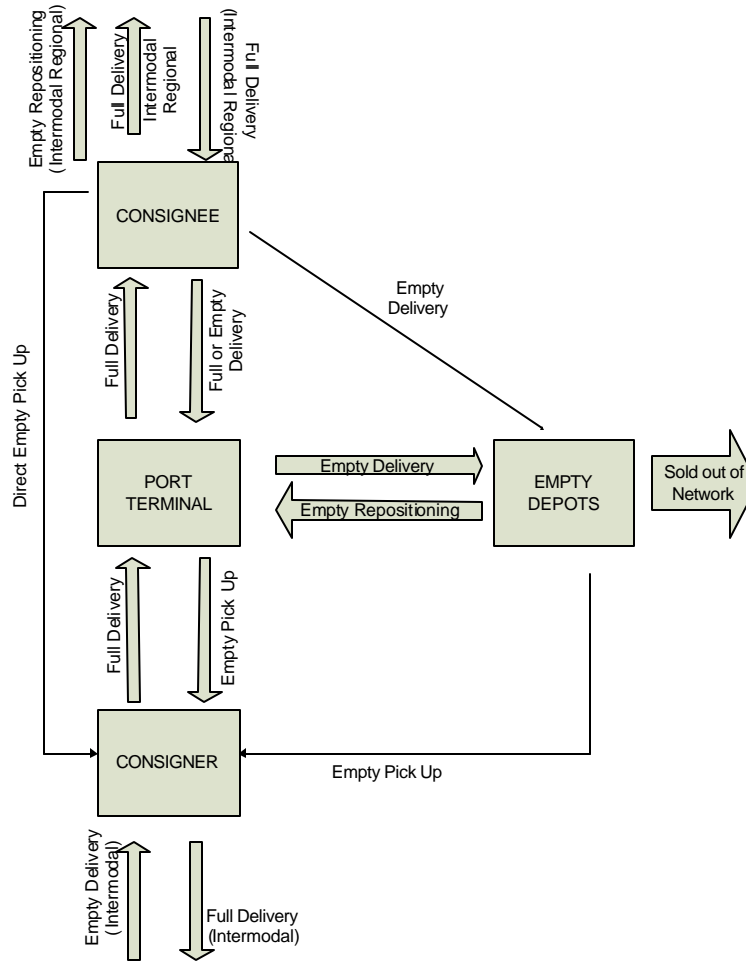 Empty Repositioning
(Intermodal Regional)
Full Delivery
Intermodal
Regional
Full Delivery
(Intermodal Regional
CONSIGNEE
Empty
Delivery
Full Delivery
Full or Empty
Delivery
Direct Empty Pick Up
PORT
TERMINAL
Empty Delivery
Empty Repositioning
EMPTY
DEPOTS
Sold out of
Network
Full Delivery
Empty Pick Up
CONSIGNER
Empty Pick Up
Empty Delivery
(Intermodal)
Full Delivery
(Intermodal)